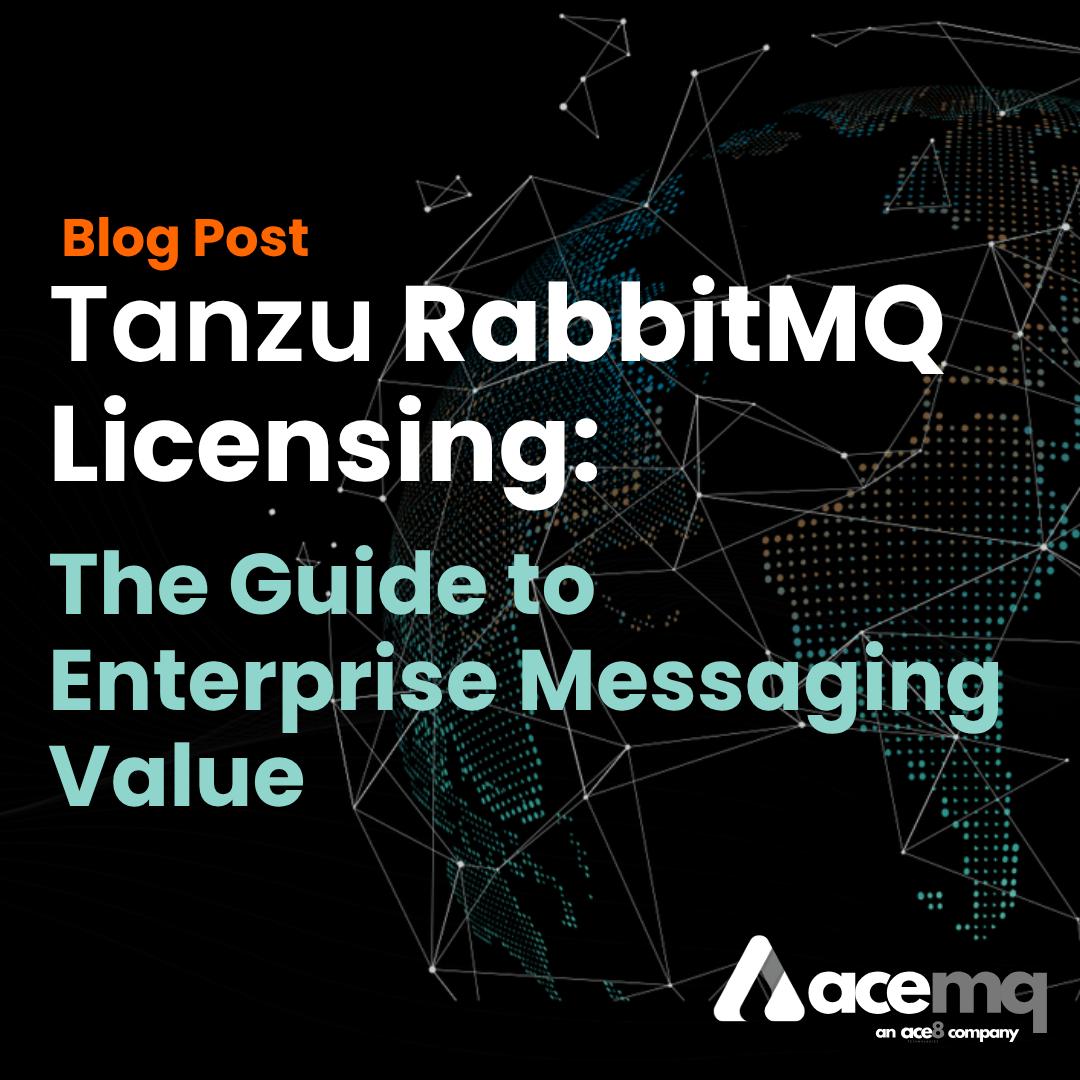 Blog Post
Tanzu RabbitMQ
Licensing:
The Guide to
Enterprise Messaging
Value
acemq
an ace8 company